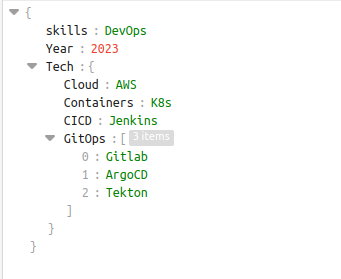 {
skills : DevOps
Year : 2023
Tech : {
Cloud : AWS
Containers : K8s
CICD : Jenkins
GitOps : [ 3 items
0 : Gitlab
1 : ArgoCD
2 : Tekton
]
}
}